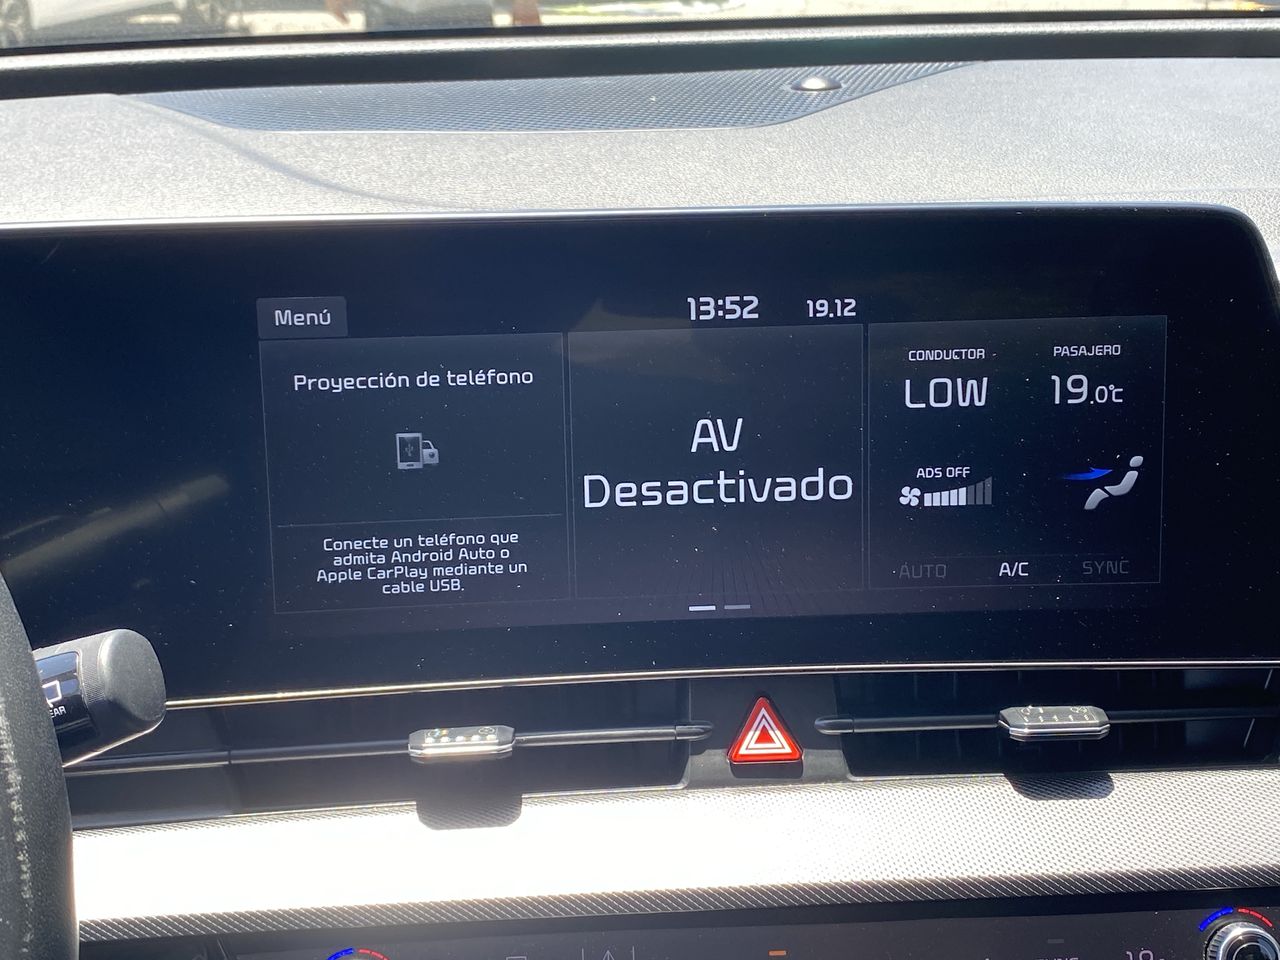 Menú
13:52 19.12
Proyección de teléfono
Conecte un teléfono que
admita Android Auto o
Apple CarPlay mediante un
cable USB.
AV
Desactivado
CONDUCTOR PASAJERO
LOW 19.0℃
ADS OFF
AUTO A/C SYNC